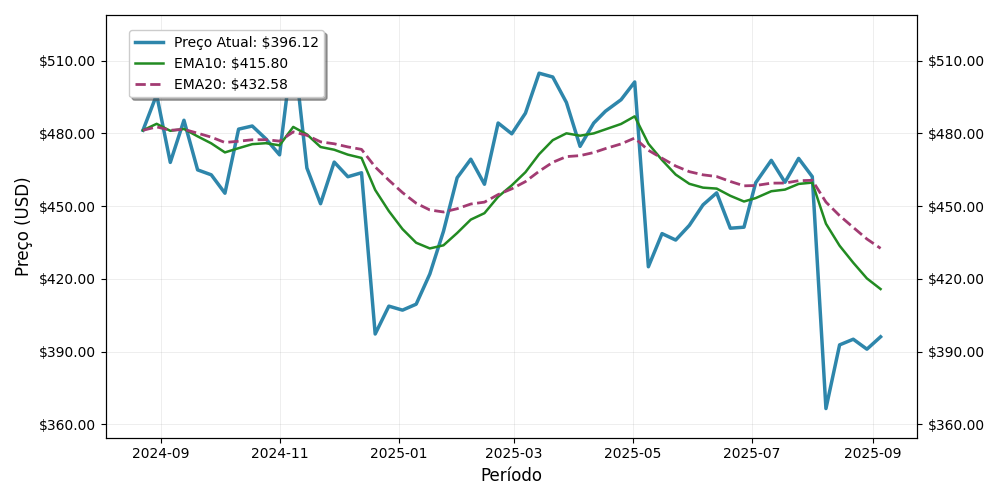 Preço Atual: $396.12
EMA10: $415.80
EMA20: $432.58
Preço (USD)
$510.00
$480.00
$450.00
$420.00
$390.00
$360.00
$510.00
$480.00
$450.00
$420.00
$390.00
$360.00
2024-09 2024-11 2025-01 2025-03 2025-05 2025-07 2025-09
Período